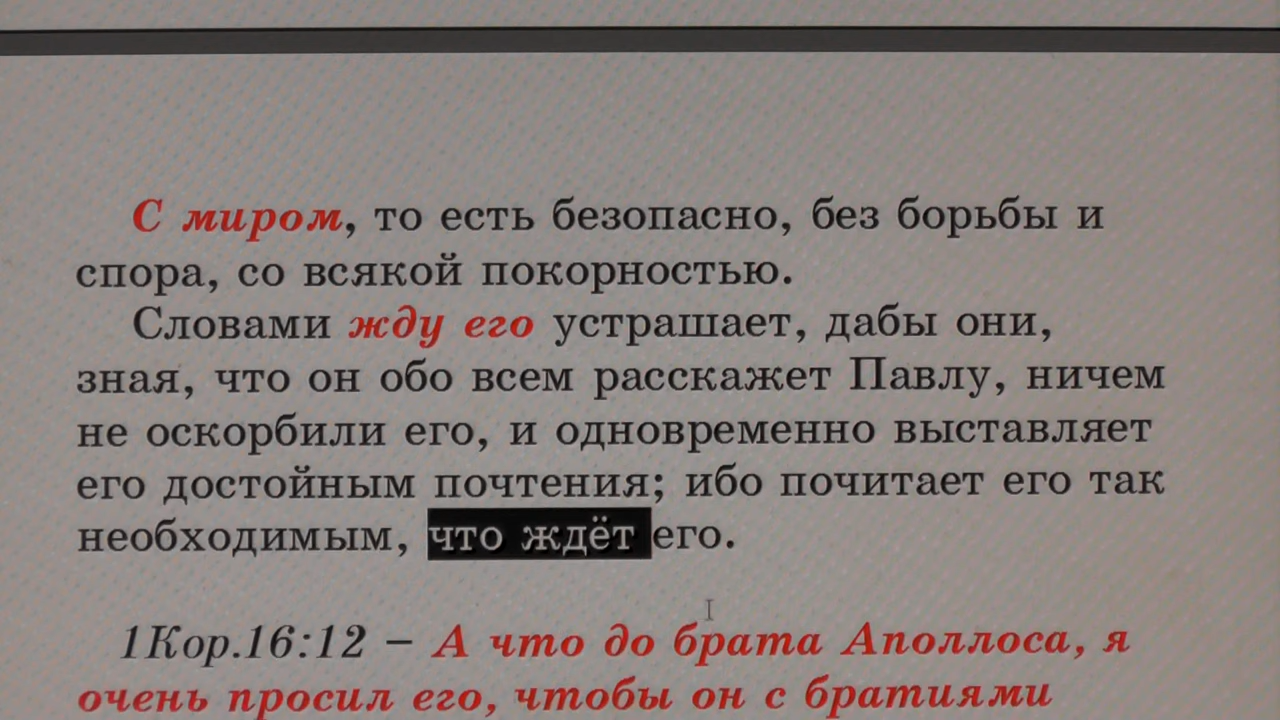 С миром, то есть безопасно, без борьбы и
спора, со всякой покорностью.
Словами жду его устрашает, дабы они,
зная, что он обо всем расскажет Павлу, ничем
не оскорбили его, и одновременно выставляет
его достойным почтения; ибо почитает его так
необходимым, что ждёт его.
1Кор.16:12 – А что до брата Аполлоса, я
очень просил его, чтобы он с братиями